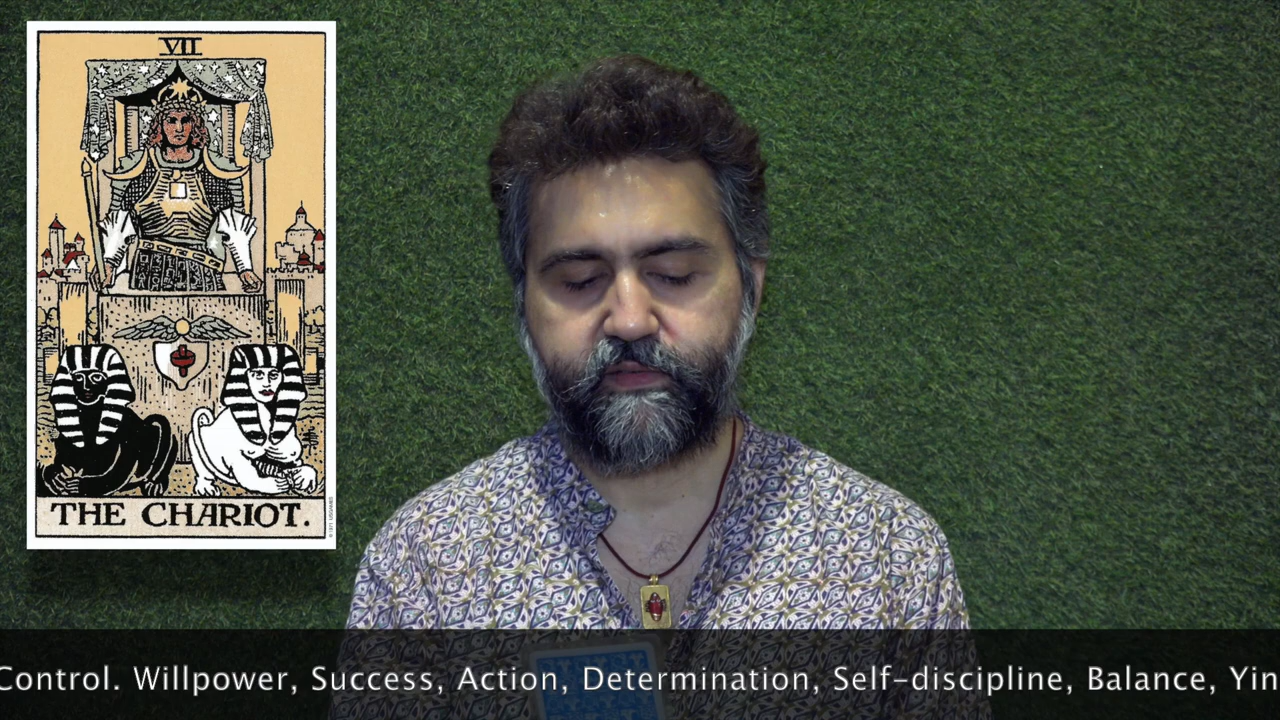 VII
THE CHARIOT.
Control. Willpower, Success, Action, Determination, Self-discipline, Balance, Yin